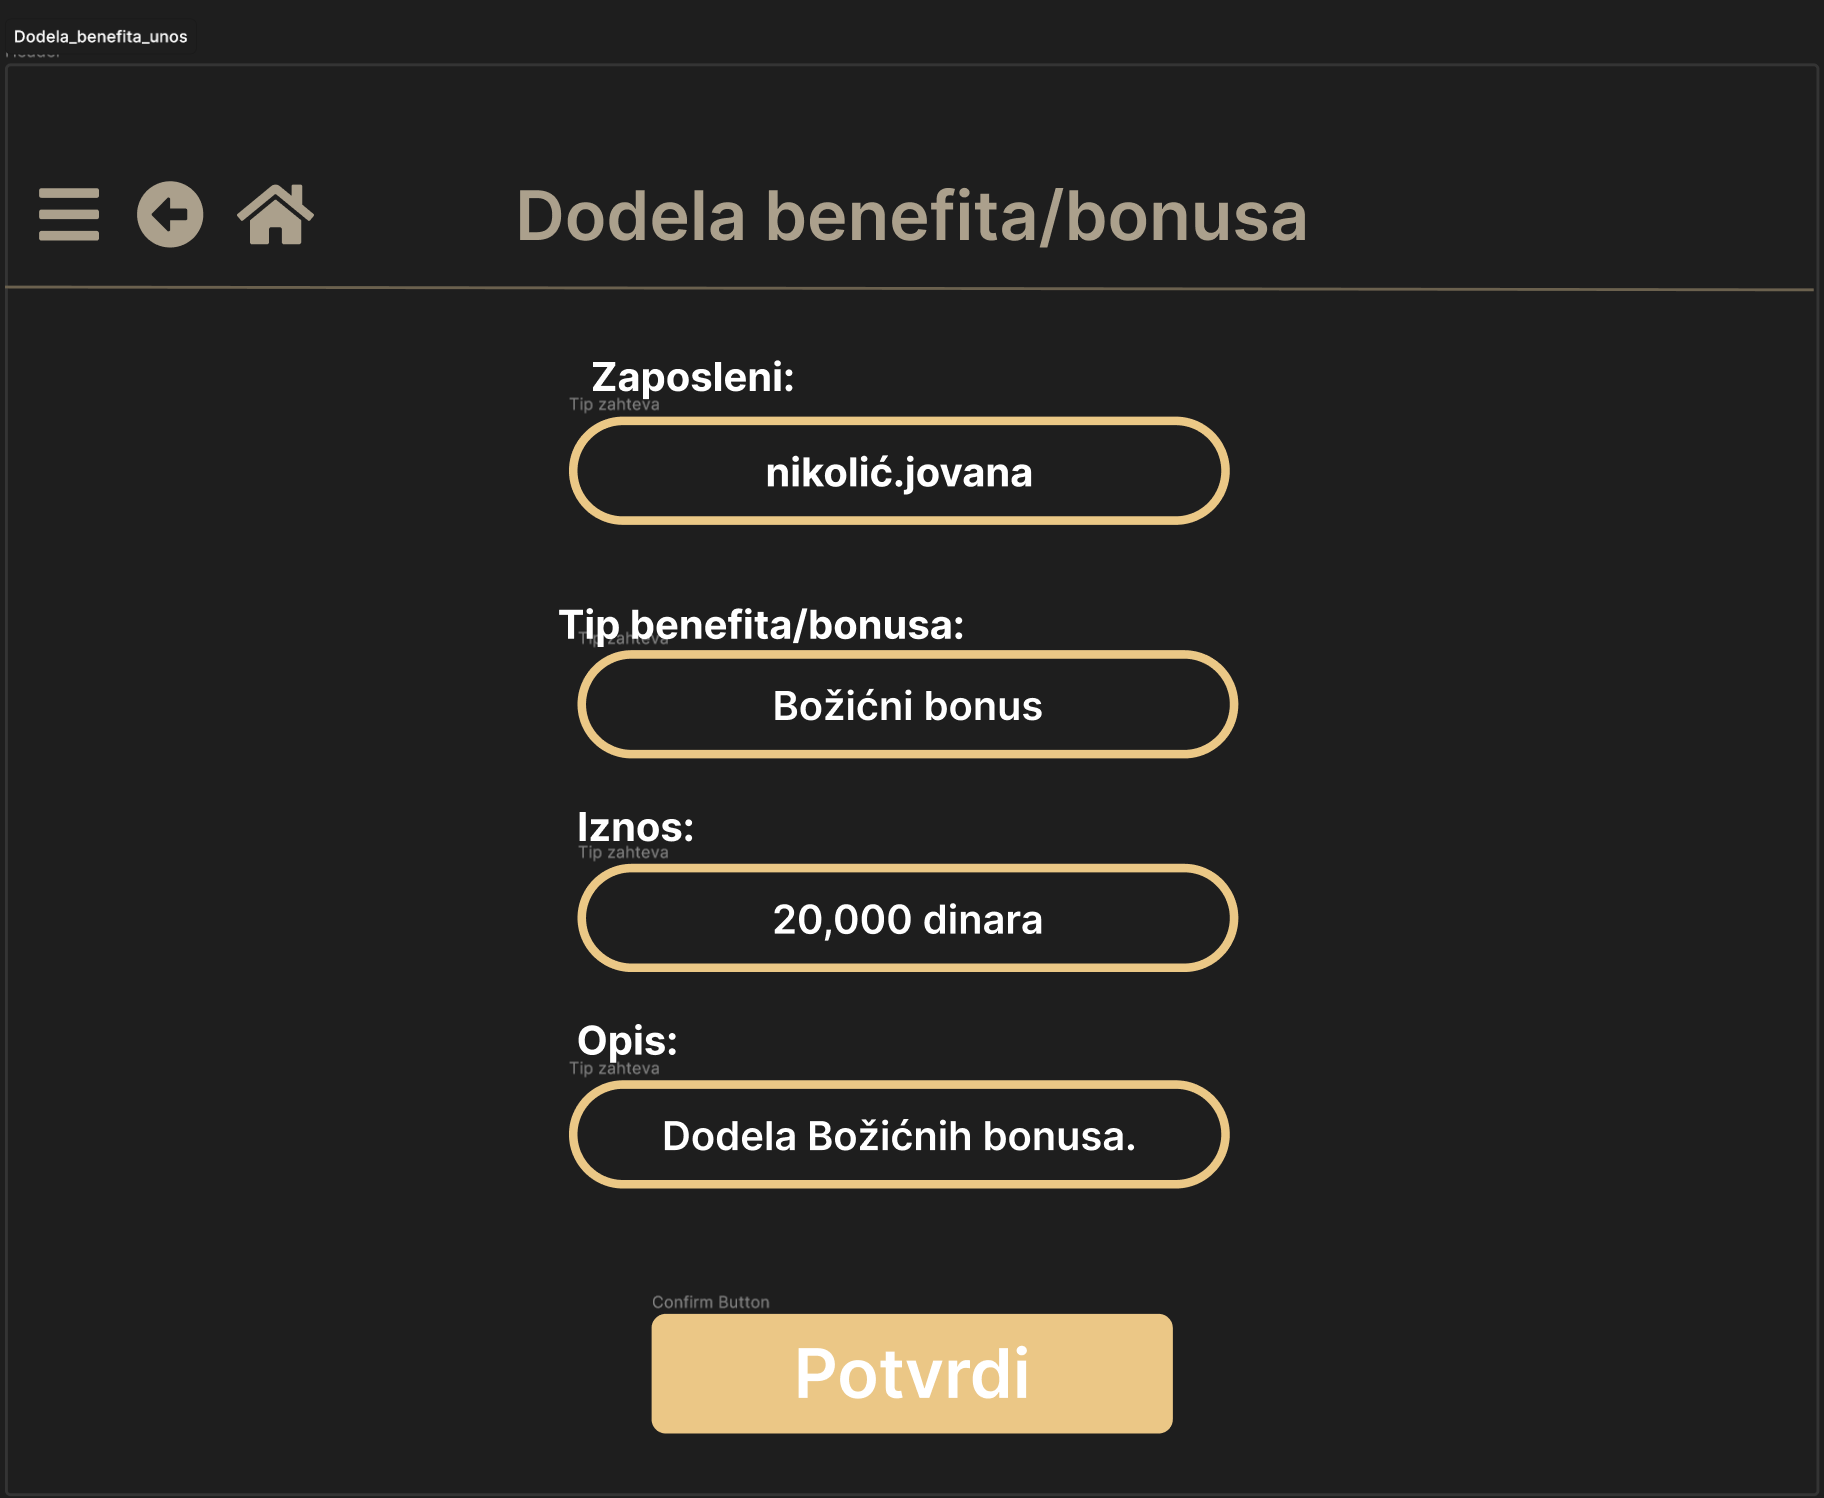 Dodela_benefita_unos
Header
Dodela benefita/bonusa
Zaposleni:
Tip zahteva
nikolić.jovana
Tip benefita/bonusa:
Tip zahteva
Božićni bonus
Iznos:
Tip zahteva
20,000 dinara
Opis:
Tip zahteva
Dodela Božićnih bonusa.
Confirm Button
Potvrdi